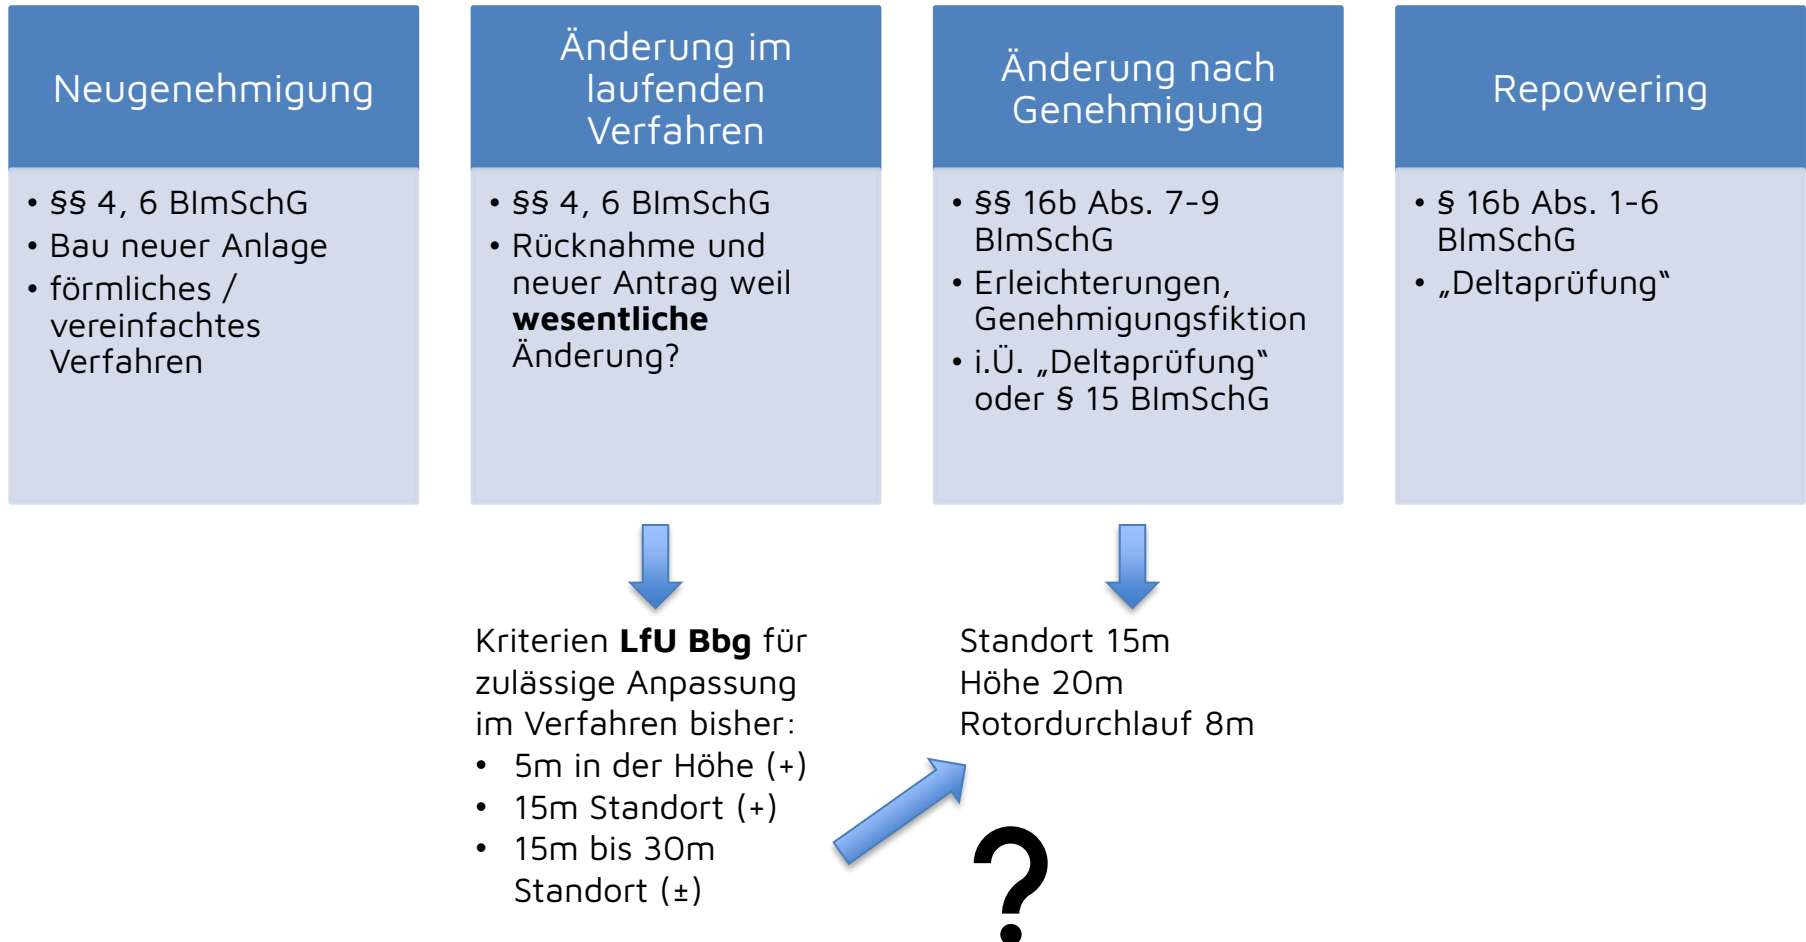 Neugenehmigung
• §§ 4, 6 BImSchG
• Bau neuer Anlage
• förmliches /
vereinfachtes
Verfahren
Änderung im
laufenden
Verfahren
• §§ 4, 6 BImSchG
• Rücknahme und
neuer Antrag weil
wesentliche
Änderung?
Kriterien LfU Bbg für
zulässige Anpassung
im Verfahren bisher:
• 5m in der Höhe (+)
• 15m Standort (+)
• 15m bis 30m
Standort (±)
Änderung nach
Genehmigung
• §§ 16b Abs. 7-9
BImSchG
• Erleichterungen,
Genehmigungsfiktion
• i.Ü. „Deltaprüfung“
oder § 15 BImSchG
Standort 15m
Höhe 20m
Rotordurchlauf 8m
?
Repowering
• § 16b Abs. 1-6
BImSchG
• „Deltaprüfung“